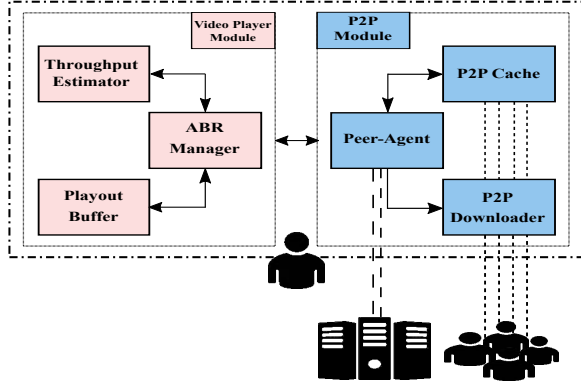 Video Player
Module
P2P
Module
Throughput
Estimator
P2P Cache
ABR
Manager
Peer-Agent
Playout
Buffer
P2P
Downloader